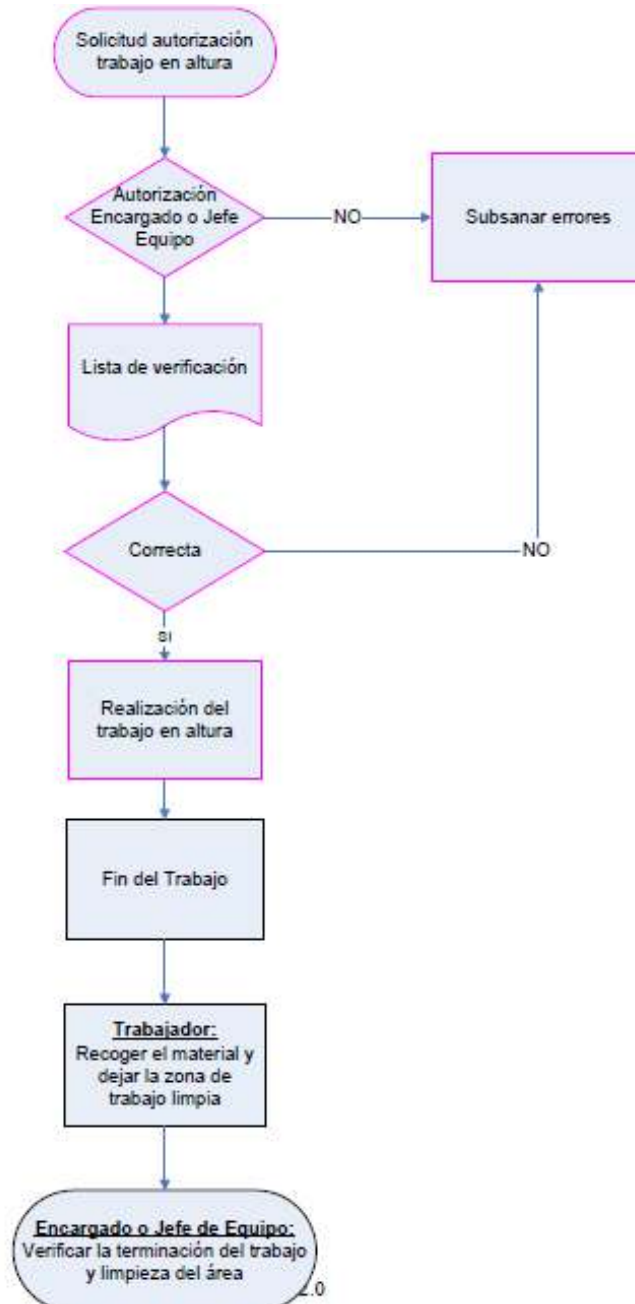 Solicitud autorización
trabajo en altura
Autorización
Encargado o Jefe
Equipo
NO
Subsanar errores
Lista de verificación
Correcta
NO
SI
Realización del
trabajo en altura
Fin del Trabajo
Trabajador:
Recoger el material y
dejar la zona de
trabajo limpia
Encargado o Jefe de Equipo:
Verificar la terminación del trabajo
y limpieza del área
2.0